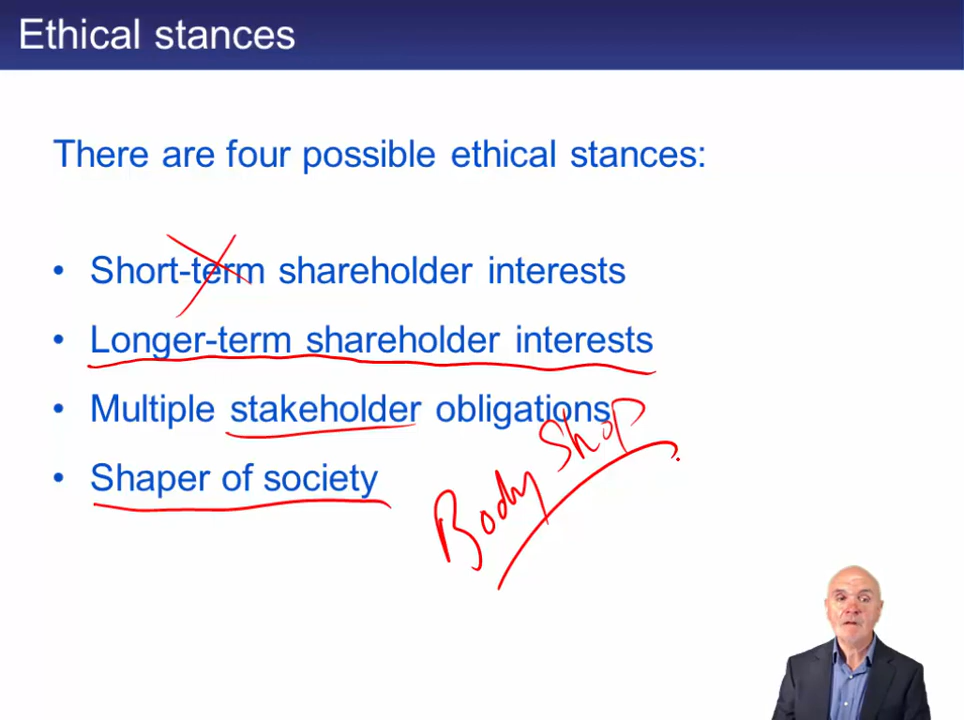 Ethical stances
There are four possible ethical stances:
• Short-term shareholder interests
• Longer-term shareholder interests
• Multiple stakeholder obligations
• Shaper of society
Body Shop